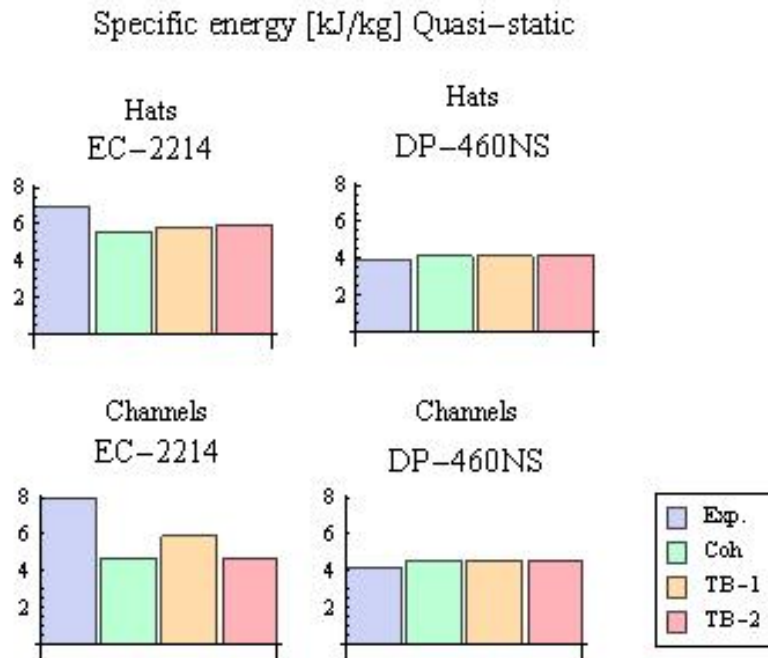 Specific energy [kJ/kg] Quasi-static
Hats
EC-2214
8
6
4
2
Hats
DP-460NS
8
6
4
2
Channels
EC-2214
8
6
4
2
Channels
DP-460NS
8
6
4
2
Exp.
Coh
TB-1
TB-2